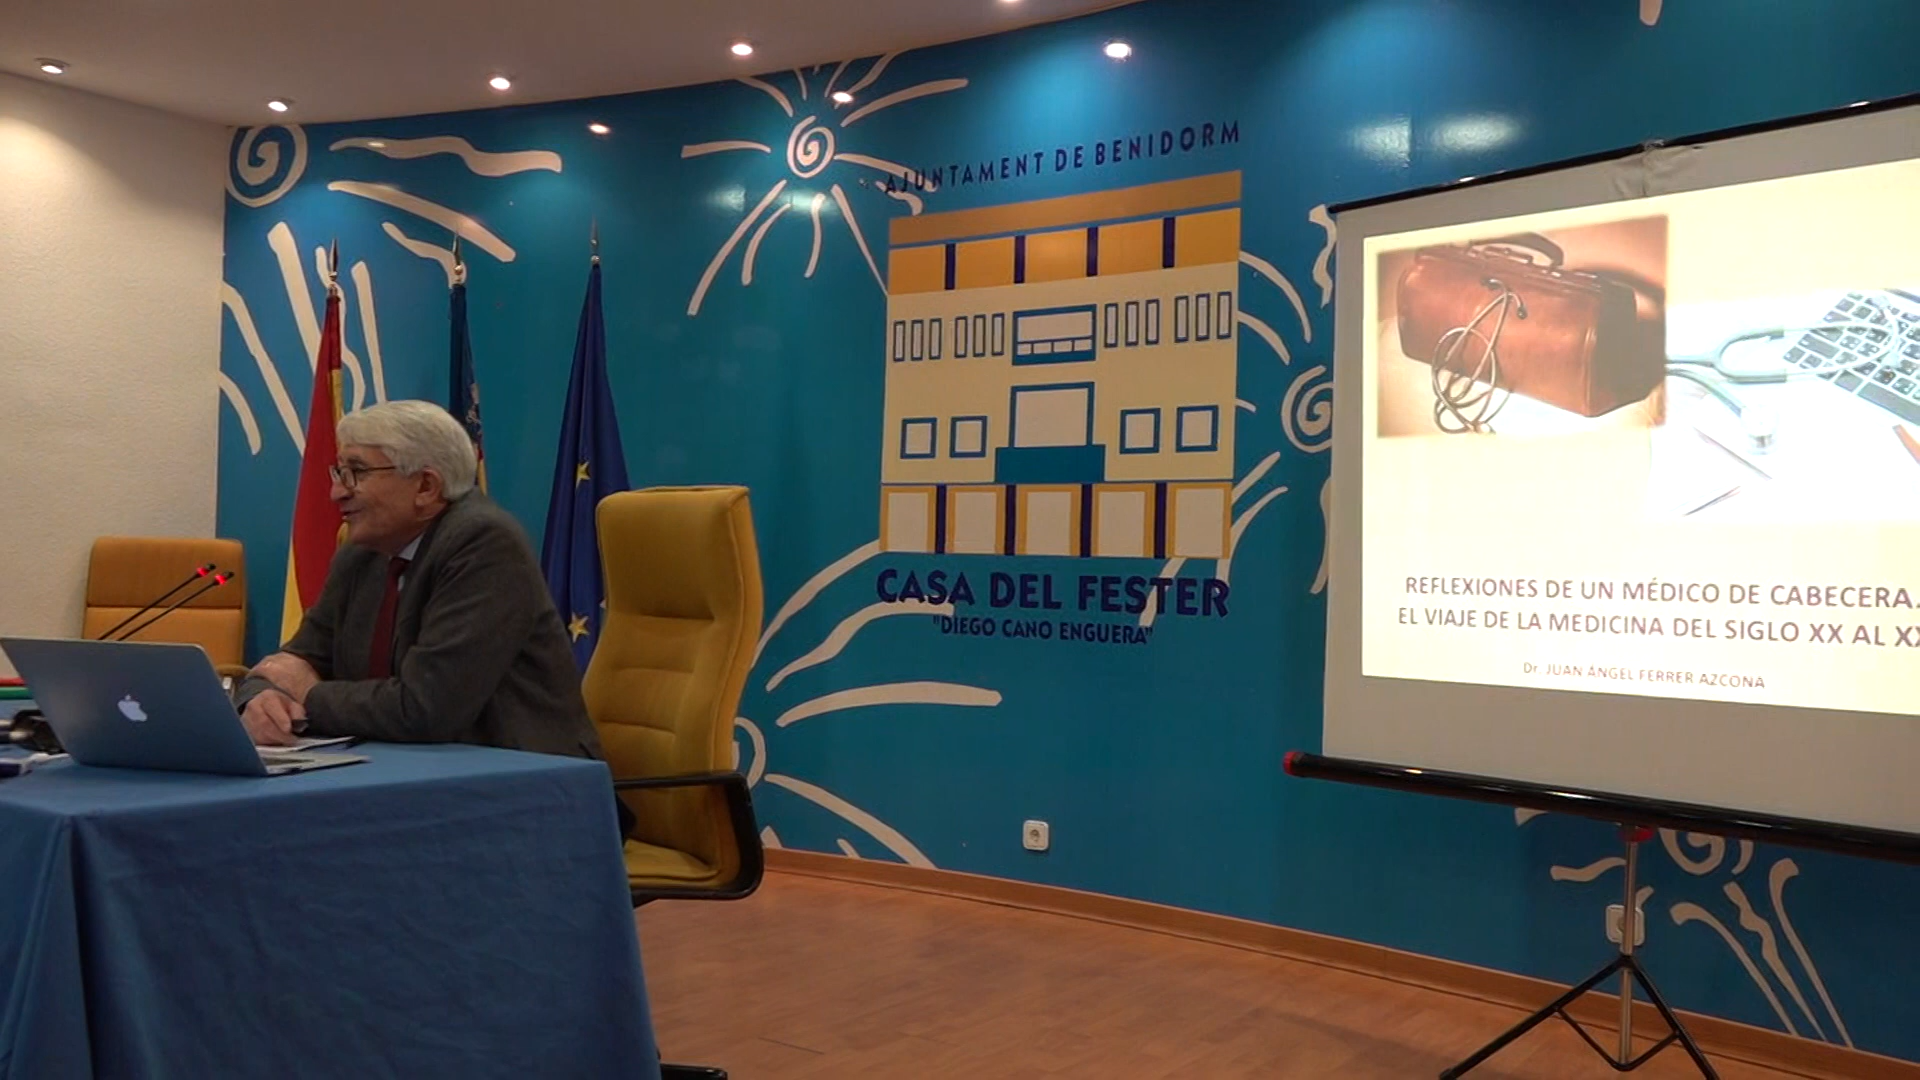 AJUNTAMENT DE BENIDORM
CASA DEL FESTER
"DIEGO CANO ENGUERA"
REFLEXIONES DE UN MÉDICO DE CABECERA.
EL VIAJE DE LA MEDICINA DEL SIGLO XX AL
Dr. JUAN ANGEL FERRER AZCONA